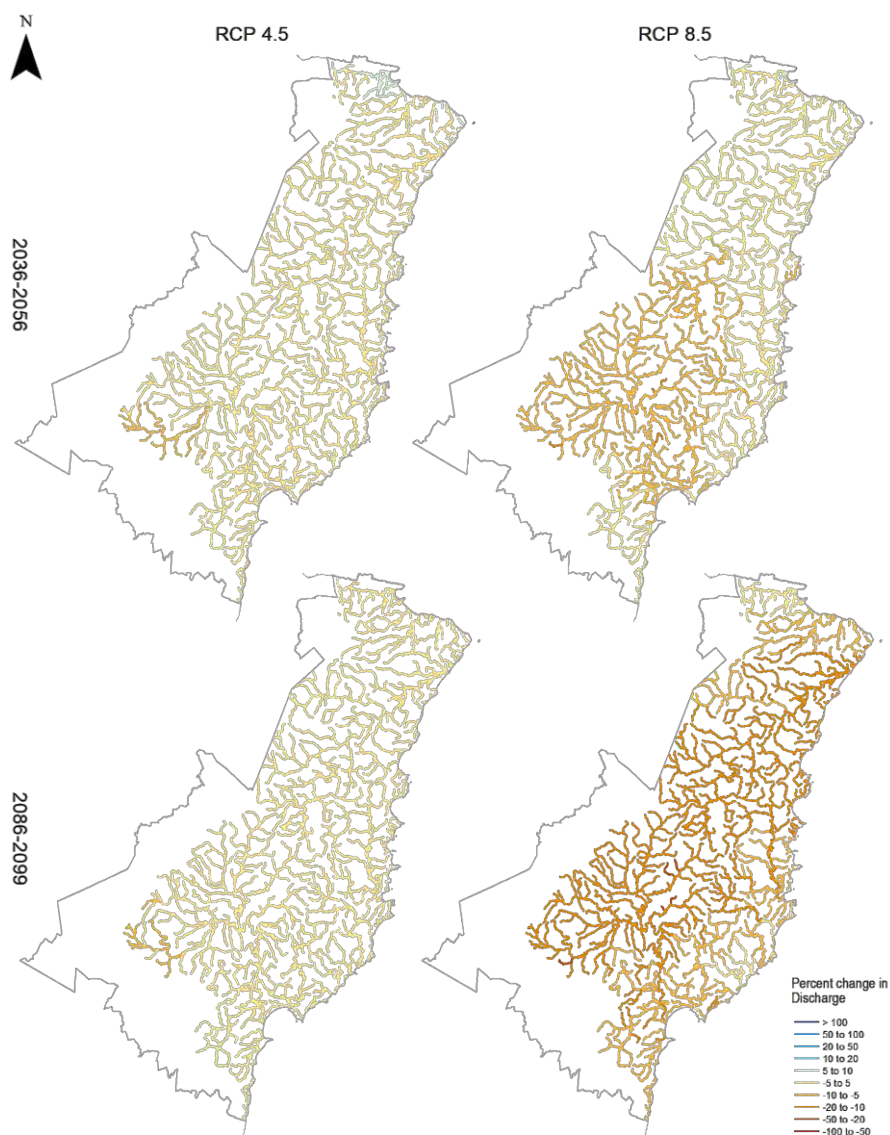 N
RCP 4.5
RCP 8.5
2036-2056
2086-2099
Percent change in
Discharge
> 100
50 to 100
20 to 50
10 to 20
5 to 10
-5 to 5
-10 to -5
-20 to -10
-50 to -20
-100 to -50